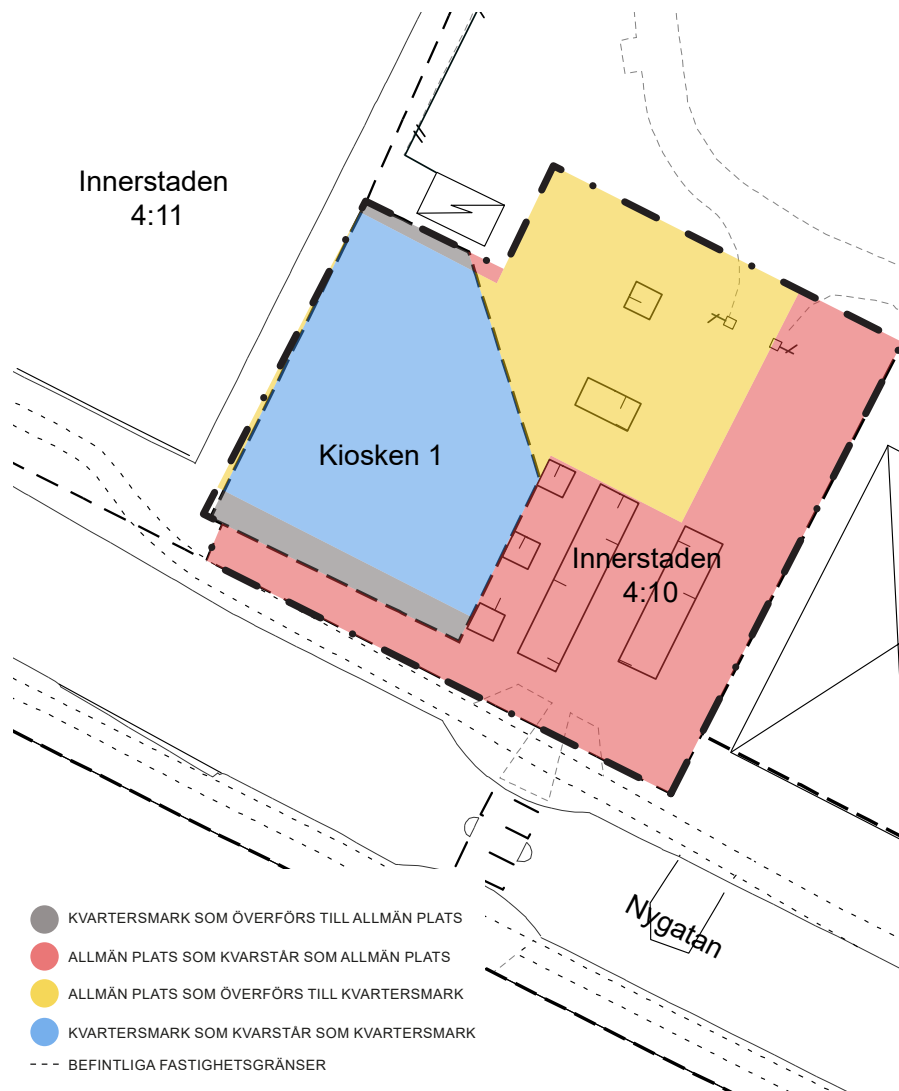 Innerstaden
4:11
Kiosken 1
Innerstaden
4:10
Nygatan
KVARTERSMARK SOM ÖVERFÖRS TILL ALLMÄN PLATS
ALLMÄN PLATS SOM KVARSTÅR SOM ALLMÄN PLATS
ALLMÄN PLATS SOM ÖVERFÖRS TILL KVARTERSMARK
KVARTERSMARK SOM KVARSTÅR SOM KVARTERSMARK
BEFINTLIGA FASTIGHETSGRÄNSER